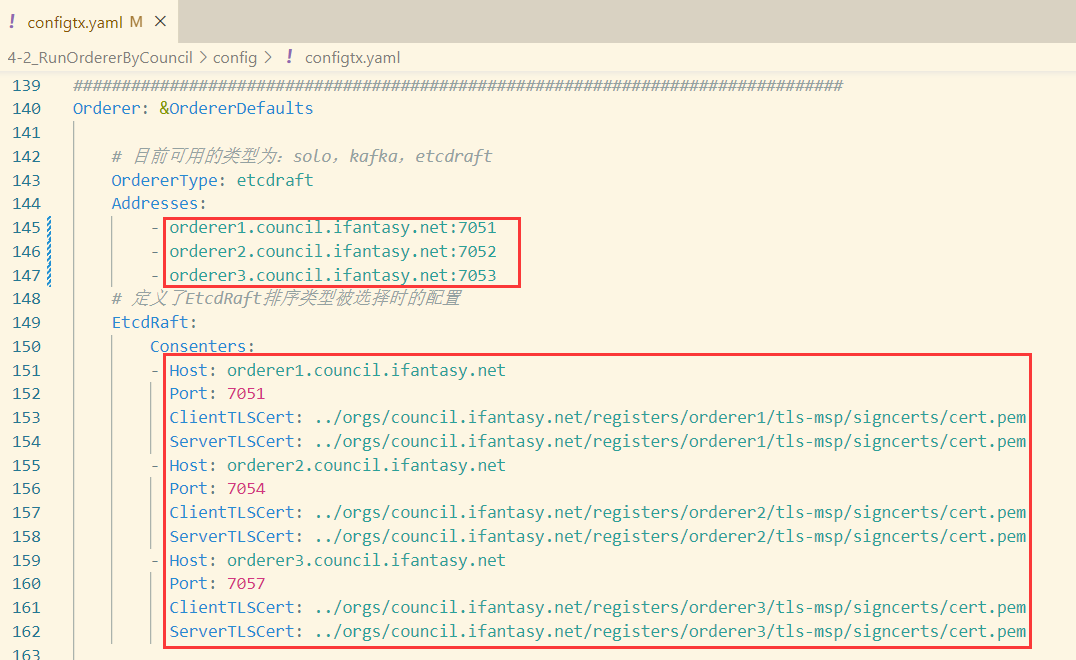 ! configtx.yaml M ×
4-2_RunOrdererByCouncil > config > ! configtx.yaml
139 ################################################################################
140 Orderer: &OrdererDefaults
141
142 # 目前可用的类型为：solo，kafka，etcdraft
143 OrdererType: etcdraft
144 Addresses:
145 - orderer1.council.ifantasy.net:7051
146 - orderer2.council.ifantasy.net:7052
147 - orderer3.council.ifantasy.net:7053
148 # 定义了EtcdRaft排序类型被选择时的配置
149 EtcdRaft:
150 Consenters:
151 - Host: orderer1.council.ifantasy.net
152 Port: 7051
153 ClientTLSCert: ../orgs/council.ifantasy.net/registers/orderer1/tls-msp/signcerts/cert.pem
154 ServerTLSCert: ../orgs/council.ifantasy.net/registers/orderer1/tls-msp/signcerts/cert.pem
155 - Host: orderer2.council.ifantasy.net
156 Port: 7054
157 ClientTLSCert: ../orgs/council.ifantasy.net/registers/orderer2/tls-msp/signcerts/cert.pem
158 ServerTLSCert: ../orgs/council.ifantasy.net/registers/orderer2/tls-msp/signcerts/cert.pem
159 - Host: orderer3.council.ifantasy.net
160 Port: 7057
161 ClientTLSCert: ../orgs/council.ifantasy.net/registers/orderer3/tls-msp/signcerts/cert.pem
162 ServerTLSCert: ../orgs/council.ifantasy.net/registers/orderer3/tls-msp/signcerts/cert.pem
163